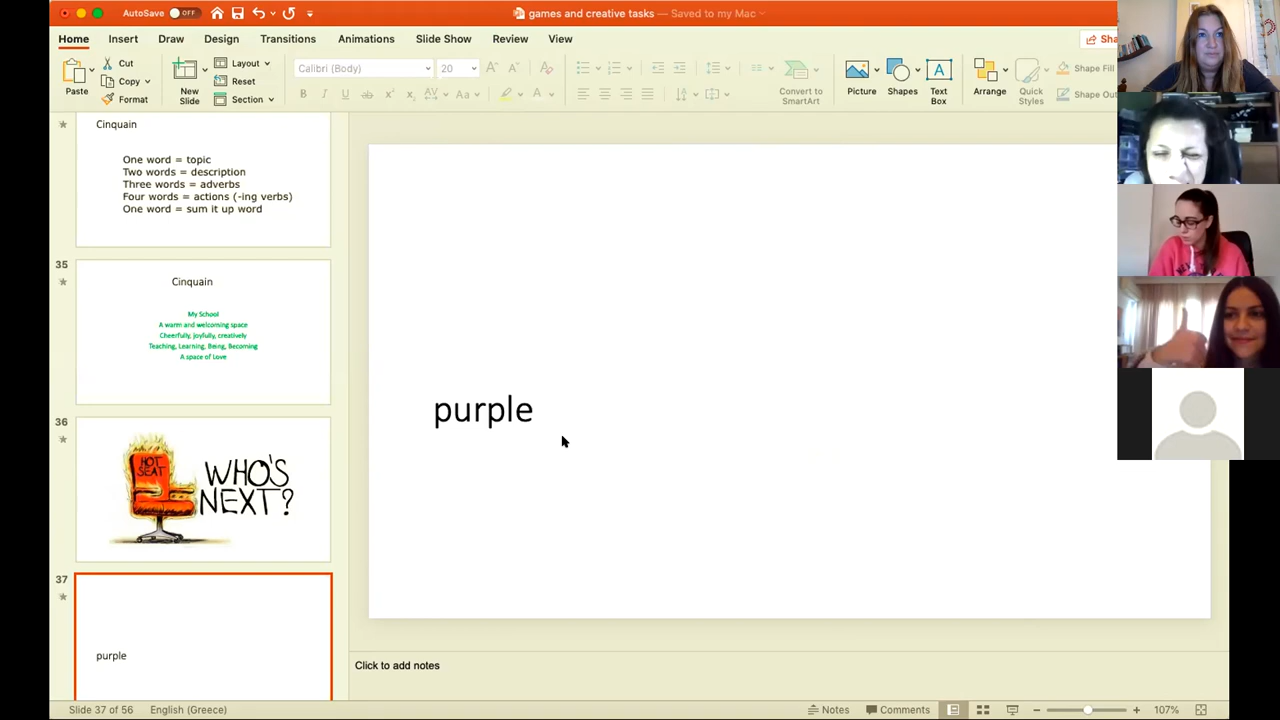 AutoSave OFF
games and creative tasks — Saved to my Mac
Home Insert Draw Design Transitions Animations Slide Show Review View
Sha
Paste
Cut
Copy
Format
New Slide
Layout
Reset
Section
Calibri (Body) 20
Convert to SmartArt
Picture
Shapes
Text Box
Arrange
Quick Styles
Shape Fill
Shape Out
Cinquain
One word = topic
Two words = description
Three words = adverbs
Four words = actions (-ing verbs)
One word = sum it up word
35
Cinquain
My School
A warm and welcoming space
Cheerfully, joyfully, creatively
Teaching, Learning, Being, Becoming
A space of Love
36
HOT SEAT
WHO'S NEXT?
37
purple
purple
Click to add notes
Slide 37 of 56 English (Greece) Notes Comments 107%